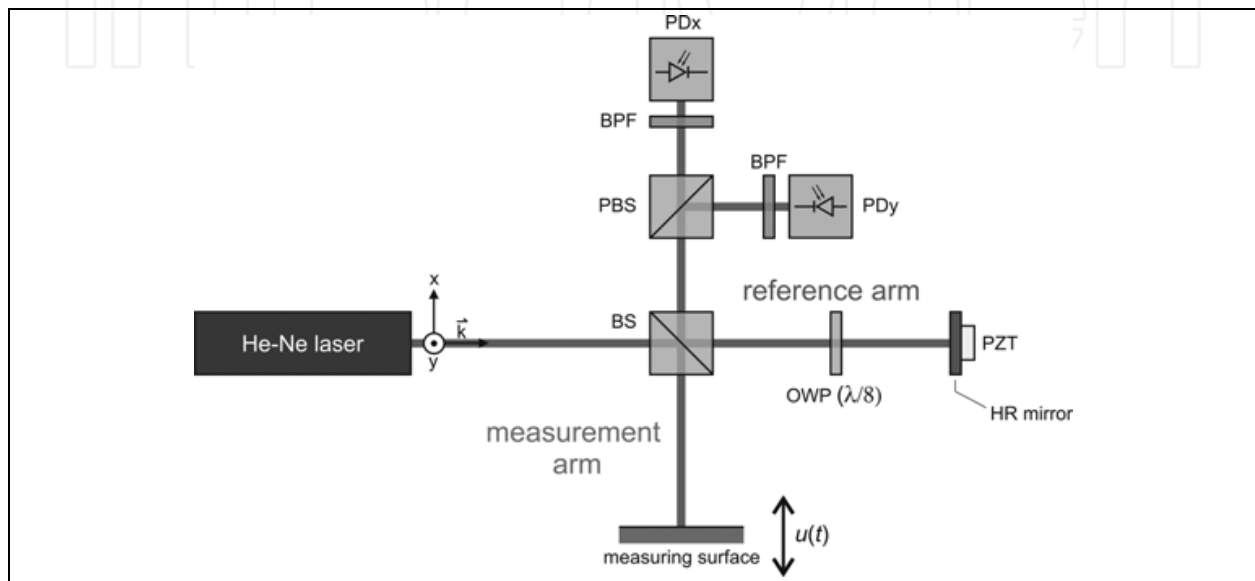 PDx
7
BPF
BPF
PBS
PDy
reference arm
x
BS
k
He-Ne laser
y
PZT
OWP (λ/8)
HR mirror
measurement
arm
u(t)
measuring surface